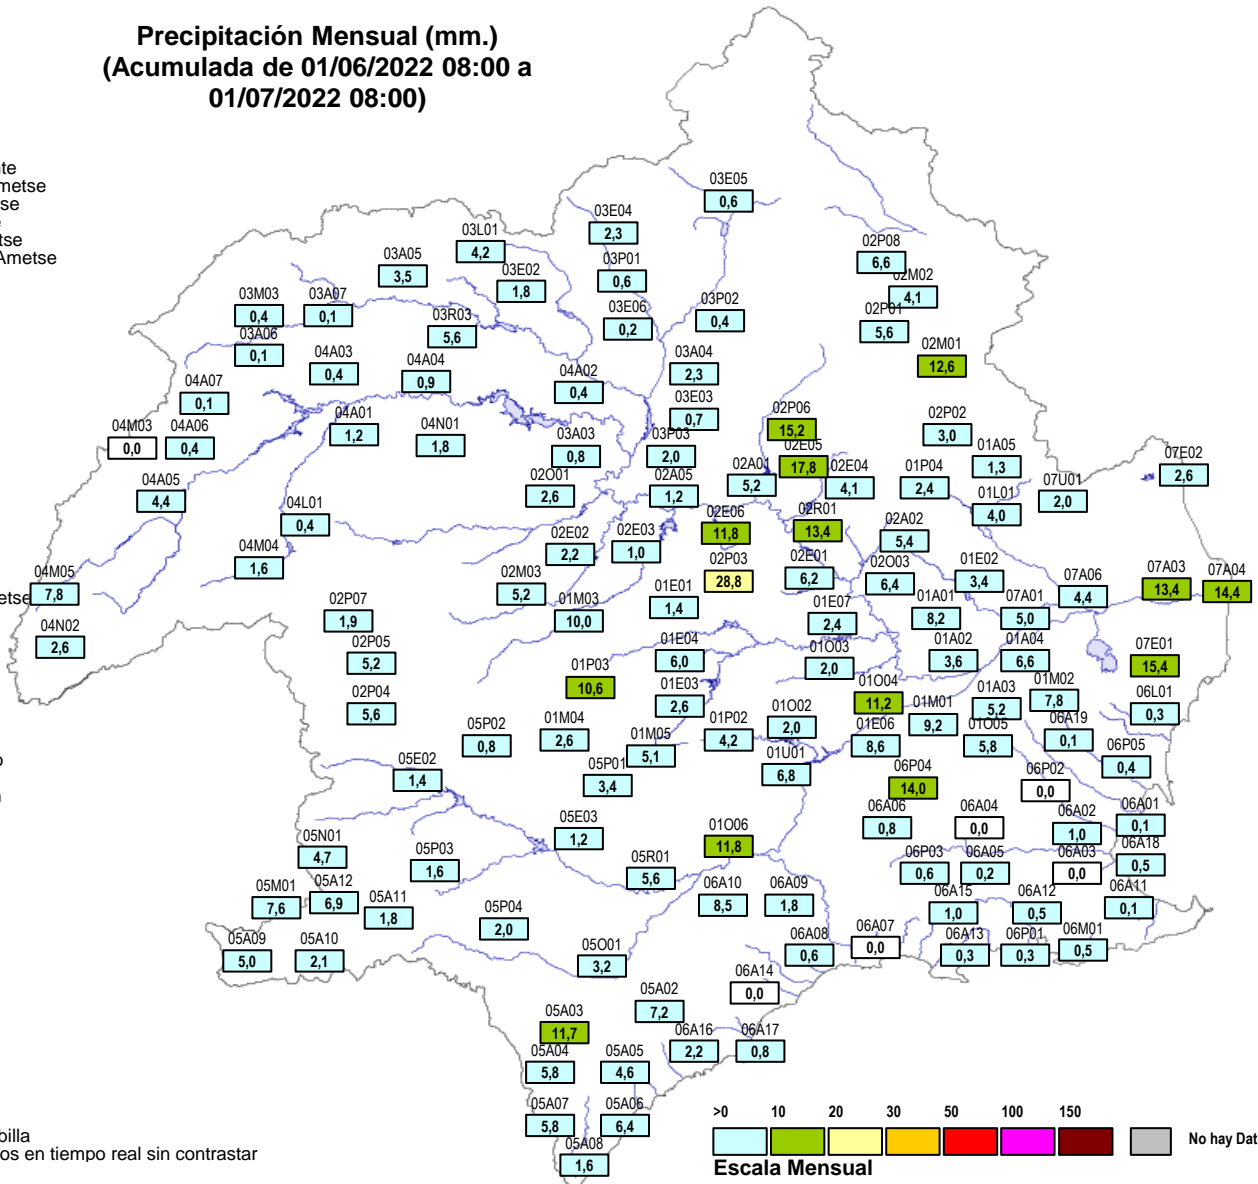 Precipitación Mensual (mm.)
(Acumulada de 01/06/2022 08:00 a
01/07/2022 08:00)
nte
metse
tse
e
tse
Ametse
03E05
0,6
03E04
2,3
03L01
4,2
03A05
3,5
03E02
1,8
03P01
0,6
02P08
6,6
02M02
4,1
03M03
0,4
03A07
0,1
03R03
5,6
03E06
0,2
03P02
0,4
02P01
5,6
03A06
0,1
04A03
0,4
04A04
0,9
04A02
0,4
03A04
2,3
02M01
12,6
04A07
0,1
04M03
0,0
04A06
0,4
04A01
1,2
04N01
1,8
03E03
0,7
02P06
15,2
02P02
3,0
03A03
0,8
03P03
2,0
02E05
17,8
01A05
1,3
07E02
2,6
04A05
4,4
02O01
2,6
02A05
1,2
02A01
5,2
02E04
4,1
01P04
2,4
07U01
2,0
04L01
0,4
01L01
4,0
02E06
11,8
02R01
13,4
02A02
5,4
04M04
1,6
02E02
2,2
02E03
1,0
02P03
28,8
02E01
6,2
02O03
6,4
01E02
3,4
07A03
13,4
07A04
14,4
04M05
7,8
etse
02M03
5,2
01M03
10,0
01E01
1,4
07A06
4,4
04N02
2,6
02P07
1,9
01E07
2,4
01A01
8,2
07A01
5,0
02P05
5,2
01E04
6,0
01O03
2,0
01A02
3,6
01A04
6,6
07E01
15,4
01P03
10,6
02P04
5,6
01E03
2,6
01O04
11,2
01A03
5,2
01M02
7,8
06L01
0,3
05P02
0,8
01M04
2,6
01M05
5,1
01P02
4,2
01O02
2,0
01M01
9,2
01E06
8,6
01O05
5,8
06A19
0,1
06P05
0,4
o
05E02
1,4
05P01
3,4
01U01
6,8
06P04
14,0
06P02
0,0
05E03
1,2
01O06
11,8
06A06
0,8
06A04
0,0
06A02
1,0
06A01
0,1
05N01
4,7
05P03
1,6
05R01
5,6
06P03
0,6
06A05
0,2
06A03
0,0
06A18
0,5
05M01
7,6
05A12
6,9
05A11
1,8
06A10
8,5
06A09
1,8
06A15
1,0
06A12
0,5
06A11
0,1
05P04
2,0
05A09
5,0
05A10
2,1
05O01
3,2
06A08
0,6
06A07
0,0
06A13
0,3
06P01
0,3
06M01
0,5
06A14
0,0
05A02
7,2
05A03
11,7
06A16
2,2
06A17
0,8
05A04
5,8
05A05
4,6
05A07
5,8
05A06
6,4
05A08
1,6
>0 10 20 30 50 100 150
No hay Dat
Escala Mensual
billa
os en tiempo real sin contrastar